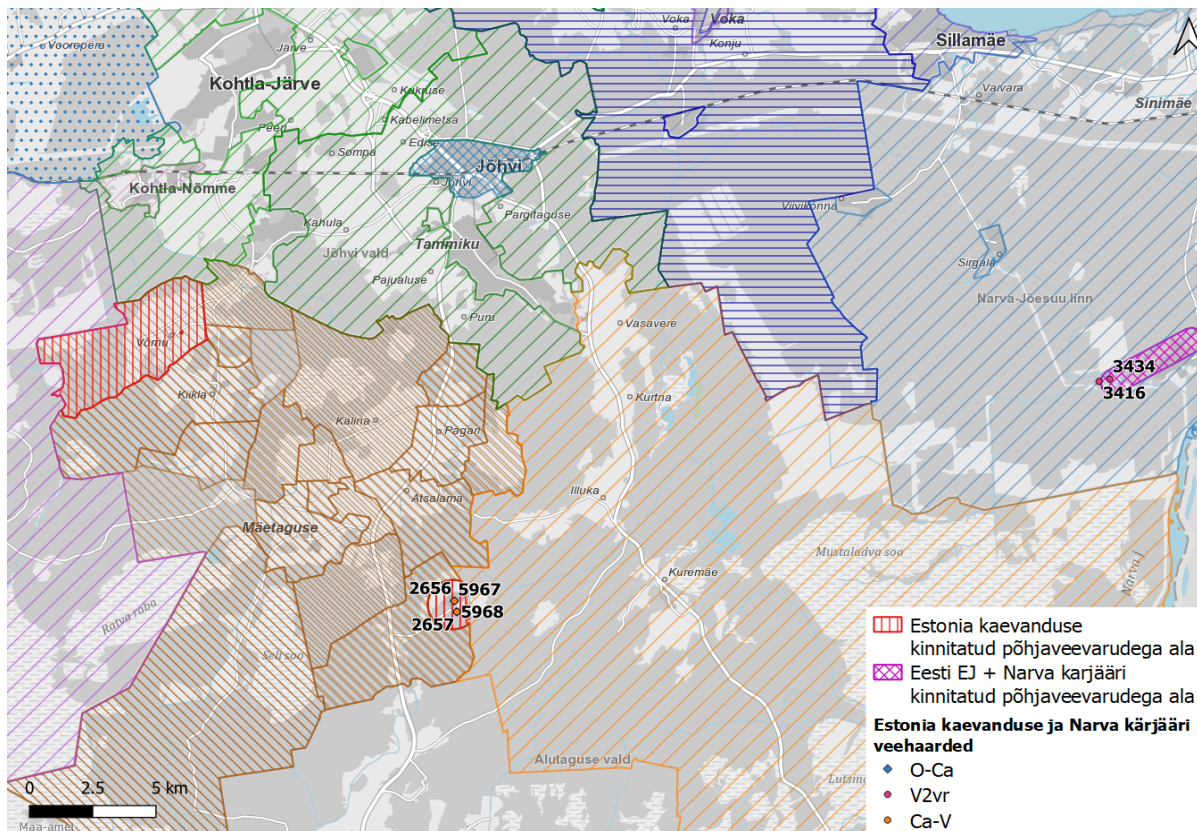 Voorepera
Järve
Voka
Voka
Konju
Sillamäe
Kohtla-Järve
Kukruse
Vaivara
Sinimäe
Peeri
Kabelimetsa
Sompa
Edise
Jõhvi
Kohtla-Nõmme
Jõhvi
Pargitaguse
Viivikonna
Kahula
Jõhvi vald
Tammiku
Sirgala
Pajualuse
Narva-Jõesuu linn
Puru
Vasavere
Võrnu
3434
3416
Kiikla
Kurtna
Kalina
Pagari
Atsalama
Illuka
Mäetaguse
Mustaladva soo
Kuremäe
Narva j
2656 5967
2657 5968
Ratva raba
Seli soo
Alutaguse vald
0 2.5 5 km
Maa-amet
Estonia kaevanduse
kinnitatud põhjaveevarudega ala
Eesti EJ + Narva karjääri
kinnitatud põhjaveevarudega ala
Estonia kaevanduse ja Narva kärjääri
veehaarded
O-Ca
V2vr
Ca-V